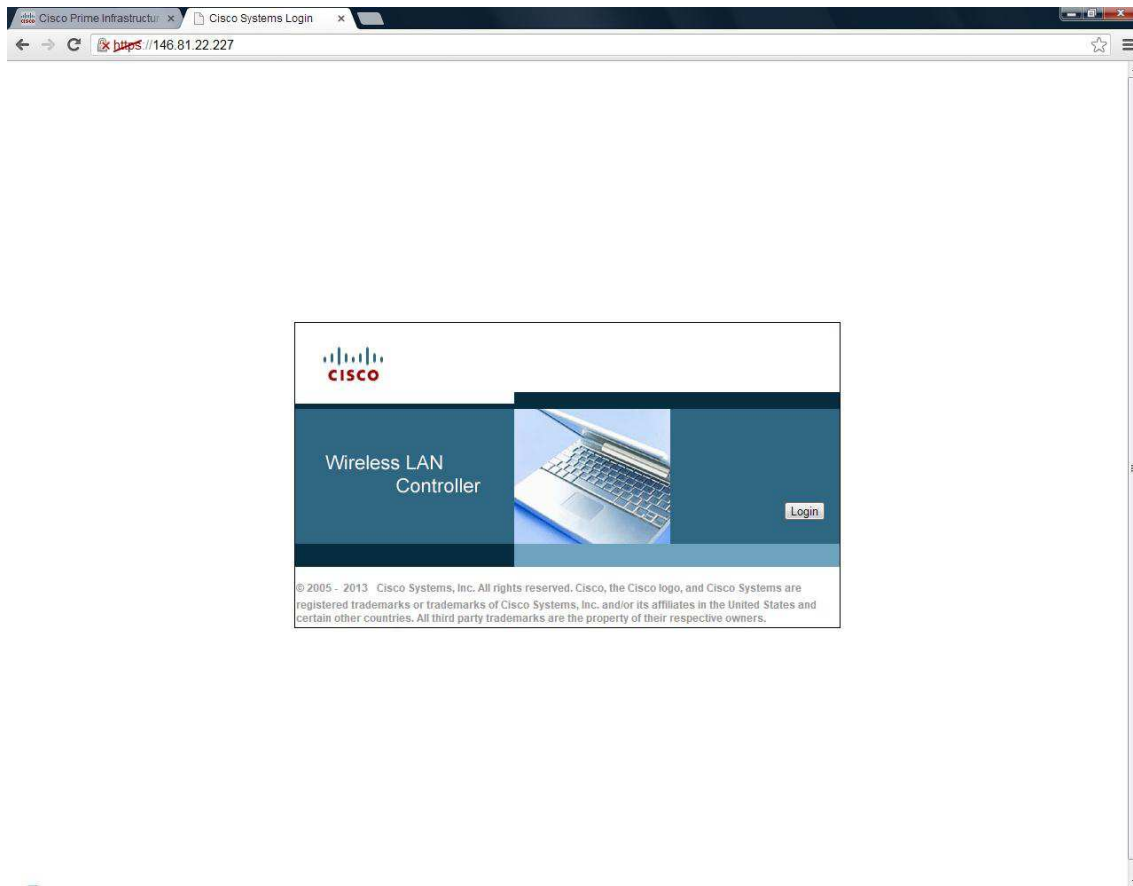 Cisco Prime Infrastructur
Cisco Systems Login
https://146.81.22.227
CISCO
Wireless LAN
Controller
Login
© 2005 - 2013 Cisco Systems, Inc. All rights reserved. Cisco, the Cisco logo, and Cisco Systems are
registered trademarks or trademarks of Cisco Systems, Inc. and/or its affiliates in the United States and
certain other countries. All third party trademarks are the property of their respective owners.